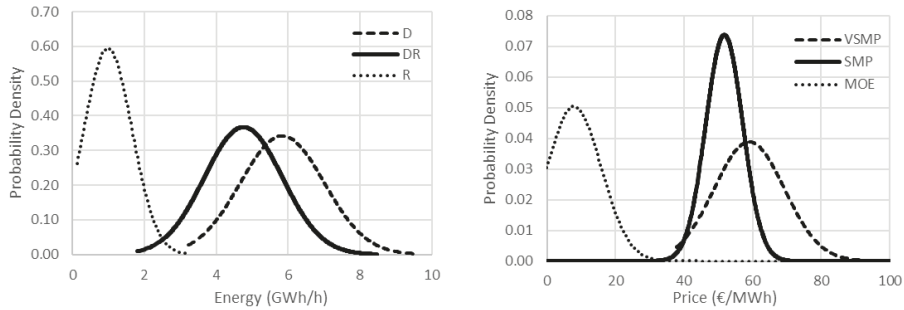 0.70
0.60
0.50
0.40
0.30
0.20
0.10
0.00
Probability Density
0 2 4 6 8 10
Energy (GWh/h)
D
DR
R
0.08
0.07
0.06
0.05
0.04
0.03
0.02
0.01
0.00
Probability Density
0 20 40 60 80 100
Price (€/MWh)
VSMP
SMP
MOE